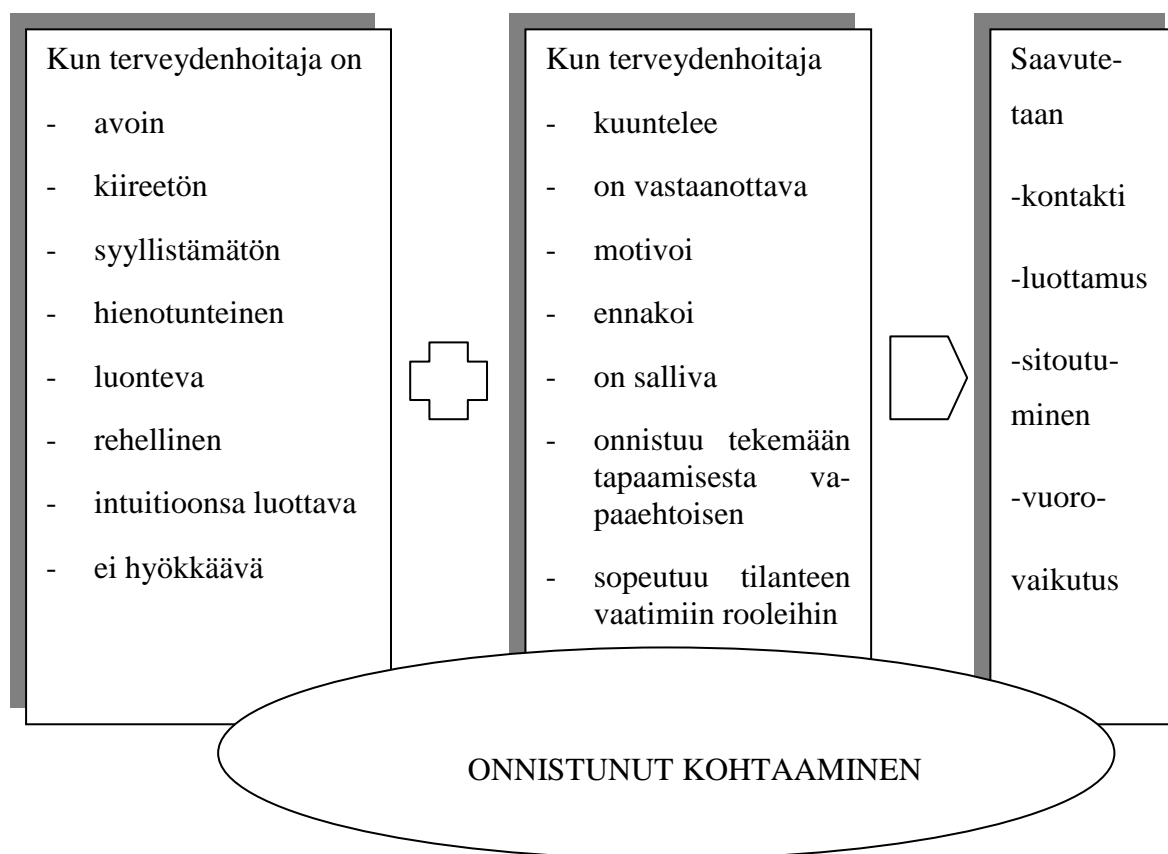 Kun terveydenhoitaja on
- avoin
- kiireetön
- syyllistämätön
- hienotunteinen
- luonteva
- rehellinen
- intuitioonsa luottava
- ei hyökkäävä
Kun terveydenhoitaja
- kuuntelee
- on vastaanottava
- motivoi
- ennakoi
- on salliva
- onnistuu tekemään
tapaamisesta va-
paaehtoisen
- sopeutuu tilanteen
vaatimiin rooleihin
Saavute-
taan
-kontakti
-luottamus
-sitoutu-
minen
-vuoro-
vaikutus
ONNISTUNUT KOHTAAMINEN